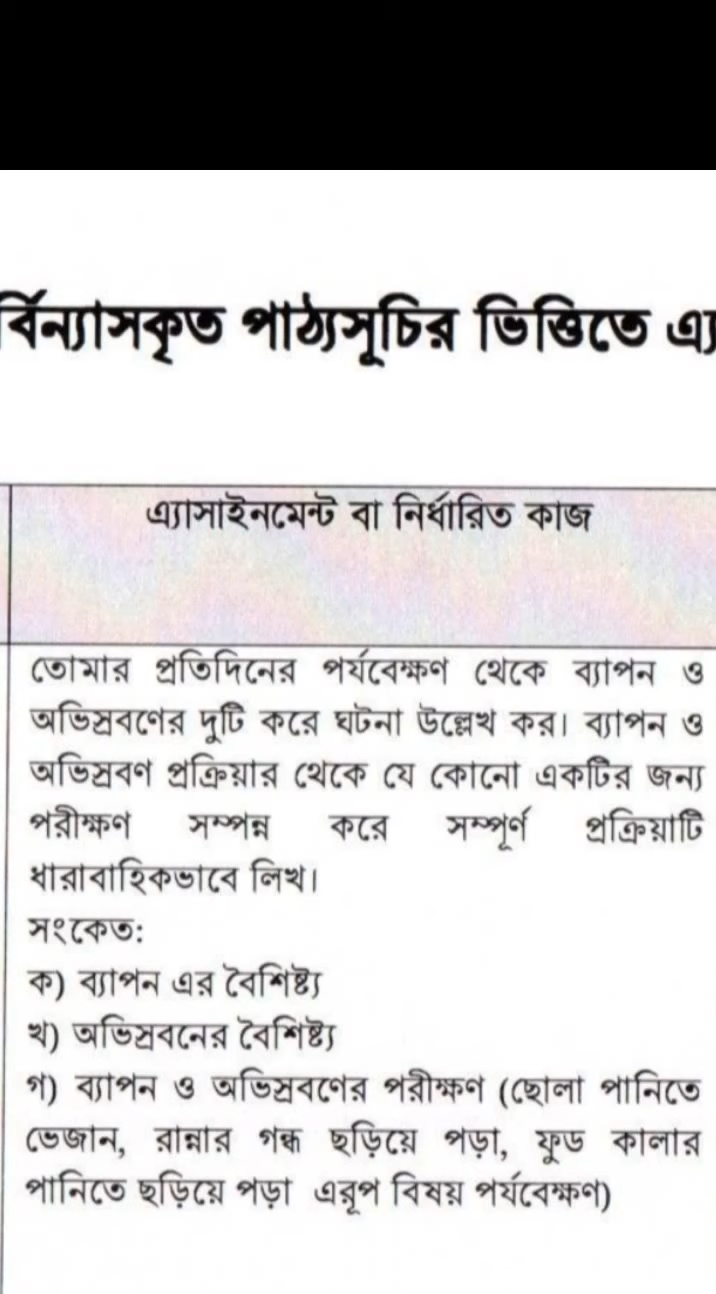 র্বিন্যাসকৃত পাঠ্যসূচির ভিত্তিতে এ্য
এ্যাসাইনমেন্ট বা নির্ধারিত কাজ
তোমার প্রতিদিনের পর্যবেক্ষণ থেকে ব্যাপন ও
অভিস্রবণের দুটি করে ঘটনা উল্লেখ কর। ব্যাপন ও
অভিস্রবণ প্রক্রিয়ার থেকে যে কোনো একটির জন্য
পরীক্ষণ সম্পন্ন করে সম্পূর্ণ প্রক্রিয়াটি
ধারাবাহিকভাবে লিখ।
সংকেত:
ক) ব্যাপন এর বৈশিষ্ট্য
খ) অভিস্রবনের বৈশিষ্ট্য
গ) ব্যাপন ও অভিস্রবণের পরীক্ষণ (ছোলা পানিতে
ভেজান, রান্নার গন্ধ ছড়িয়ে পড়া, ফুড কালার
পানিতে ছড়িয়ে পড়া এরূপ বিষয় পর্যবেক্ষণ)